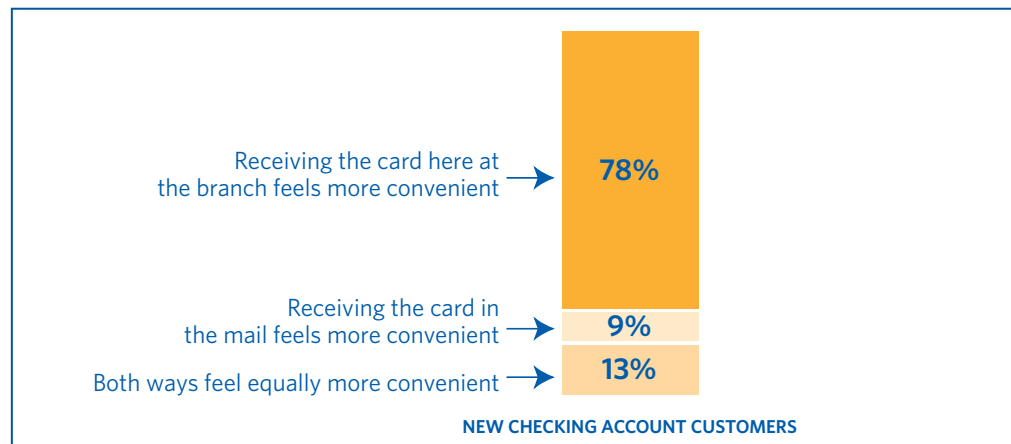 Receiving the card here at
the branch feels more convenient
78%
Receiving the card in
the mail feels more convenient
9%
Both ways feel equally more convenient
13%
NEW CHECKING ACCOUNT CUSTOMERS